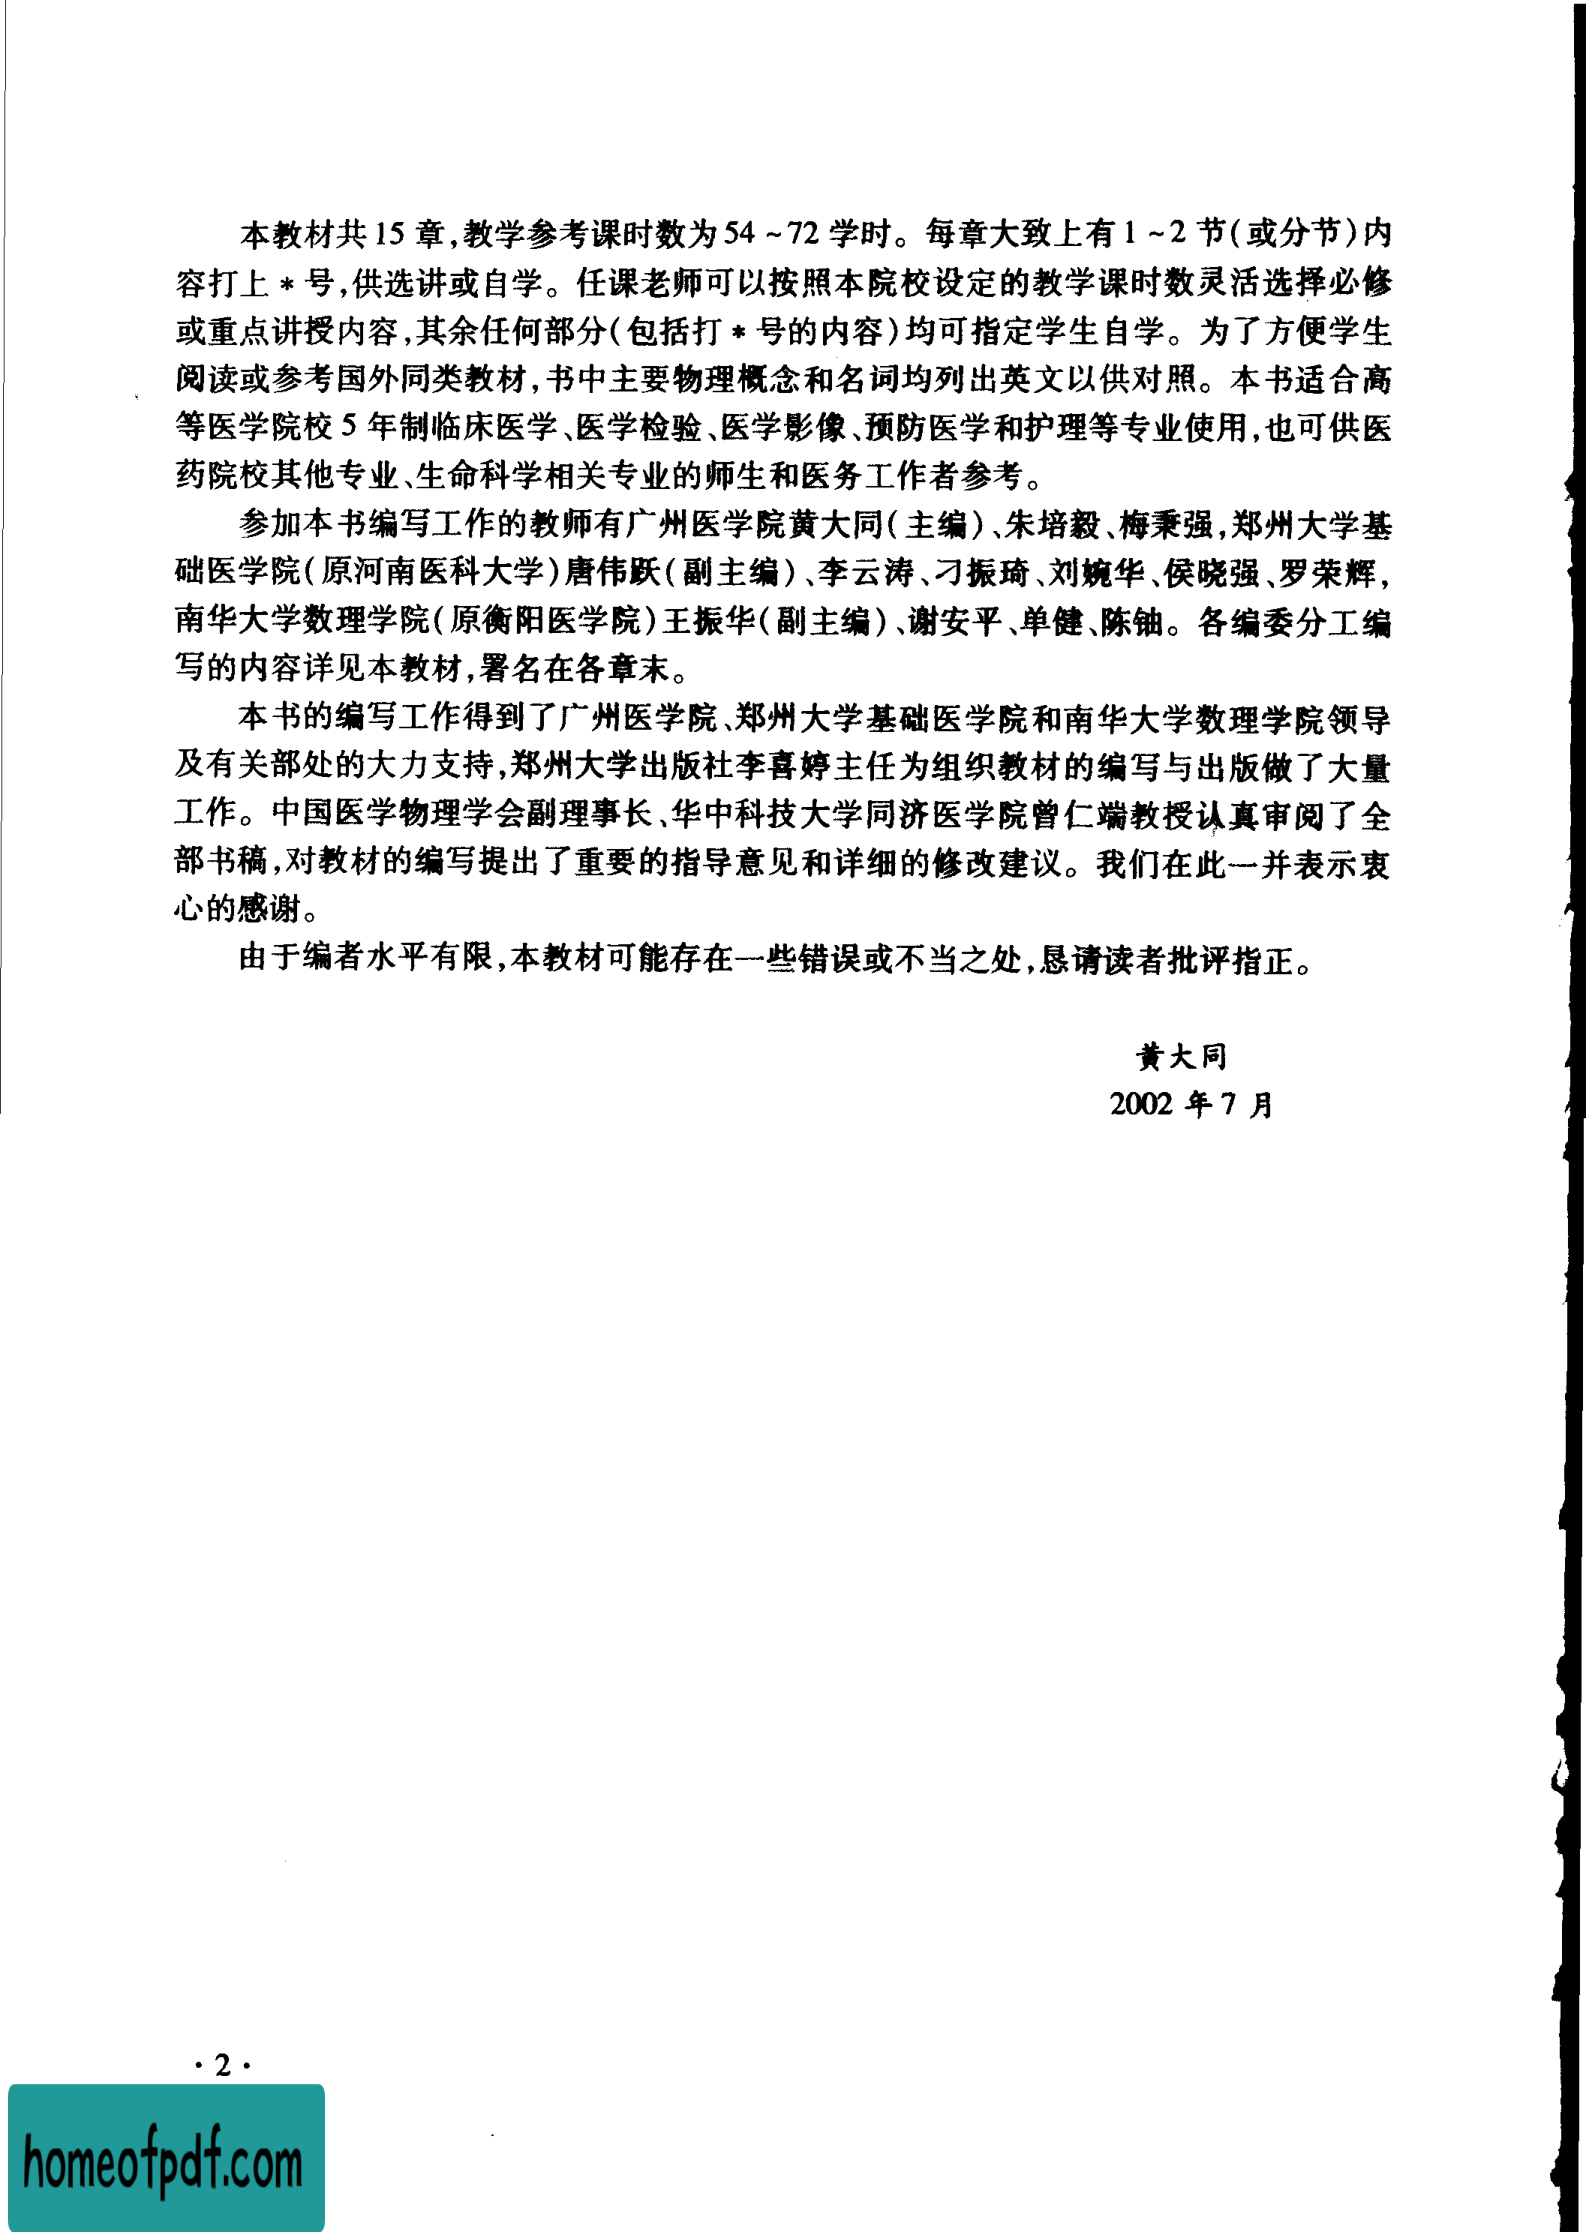 本教材共15章,教学参考课时数为54~72学时。每章大致上有1~2节(或分节)内
容打上*号,供选讲或自学。任课老师可以按照本院校设定的教学课时数灵活选择必修
或重点讲授内容,其余任何部分(包括打*号的内容)均可指定学生自学。为了方便学生
阅读或参考国外同类教材,书中主要物理概念和名词均列出英文以供对照。本书适合高
等医学院校5年制临床医学、医学检验、医学影像、预防医学和护理等专业使用,也可供医
药院校其他专业、生命科学相关专业的师生和医务工作者参考。
参加本书编写工作的教师有广州医学院黄大同(主编)、朱培毅、梅秉强,郑州大学基
础医学院(原河南医科大学)唐伟跃(副主编)、李云涛、刁振琦、刘婉华、侯晓强、罗荣辉,
南华大学数理学院(原衡阳医学院)王振华(副主编)、谢安平、单健、陈铀。各编委分工编
写的内容详见本教材,署名在各章末。
本书的编写工作得到了广州医学院、郑州大学基础医学院和南华大学数理学院领导
及有关部处的大力支持,郑州大学出版社李喜婷主任为组织教材的编写与出版做了大量
工作。中国医学物理学会副理事长、华中科技大学同济医学院曾仁端教授认真审阅了全
部书稿,对教材的编写提出了重要的指导意见和详细的修改建议。我们在此一并表示衷
心的感谢。
由于编者水平有限,本教材可能存在一些错误或不当之处,恳请读者批评指正。
黄大同
2002年7月
·2·
homeofpdf.com